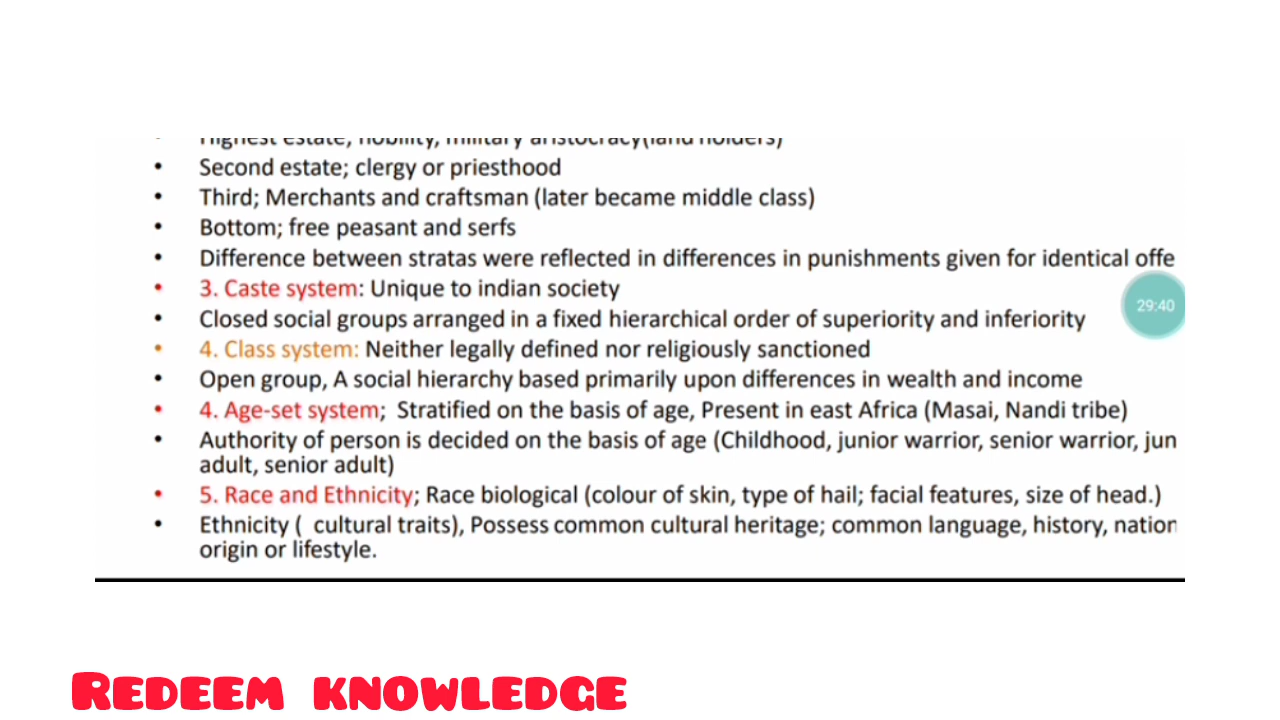 Highest estate; nobility, military aristocracy(land holders)
• Second estate; clergy or priesthood
• Third; Merchants and craftsman (later became middle class)
• Bottom; free peasant and serfs
• Difference between stratas were reflected in differences in punishments given for identical offe
• 3. Caste system: Unique to indian society
29:40
• Closed social groups arranged in a fixed hierarchical order of superiority and inferiority
• 4. Class system: Neither legally defined nor religiously sanctioned
• Open group, A social hierarchy based primarily upon differences in wealth and income
• 4. Age-set system; Stratified on the basis of age, Present in east Africa (Masai, Nandi tribe)
• Authority of person is decided on the basis of age (Childhood, junior warrior, senior warrior, jun
adult, senior adult)
• 5. Race and Ethnicity; Race biological (colour of skin, type of hail; facial features, size of head.)
• Ethnicity ( cultural traits), Possess common cultural heritage; common language, history, nation
origin or lifestyle.
Redeem knowledge